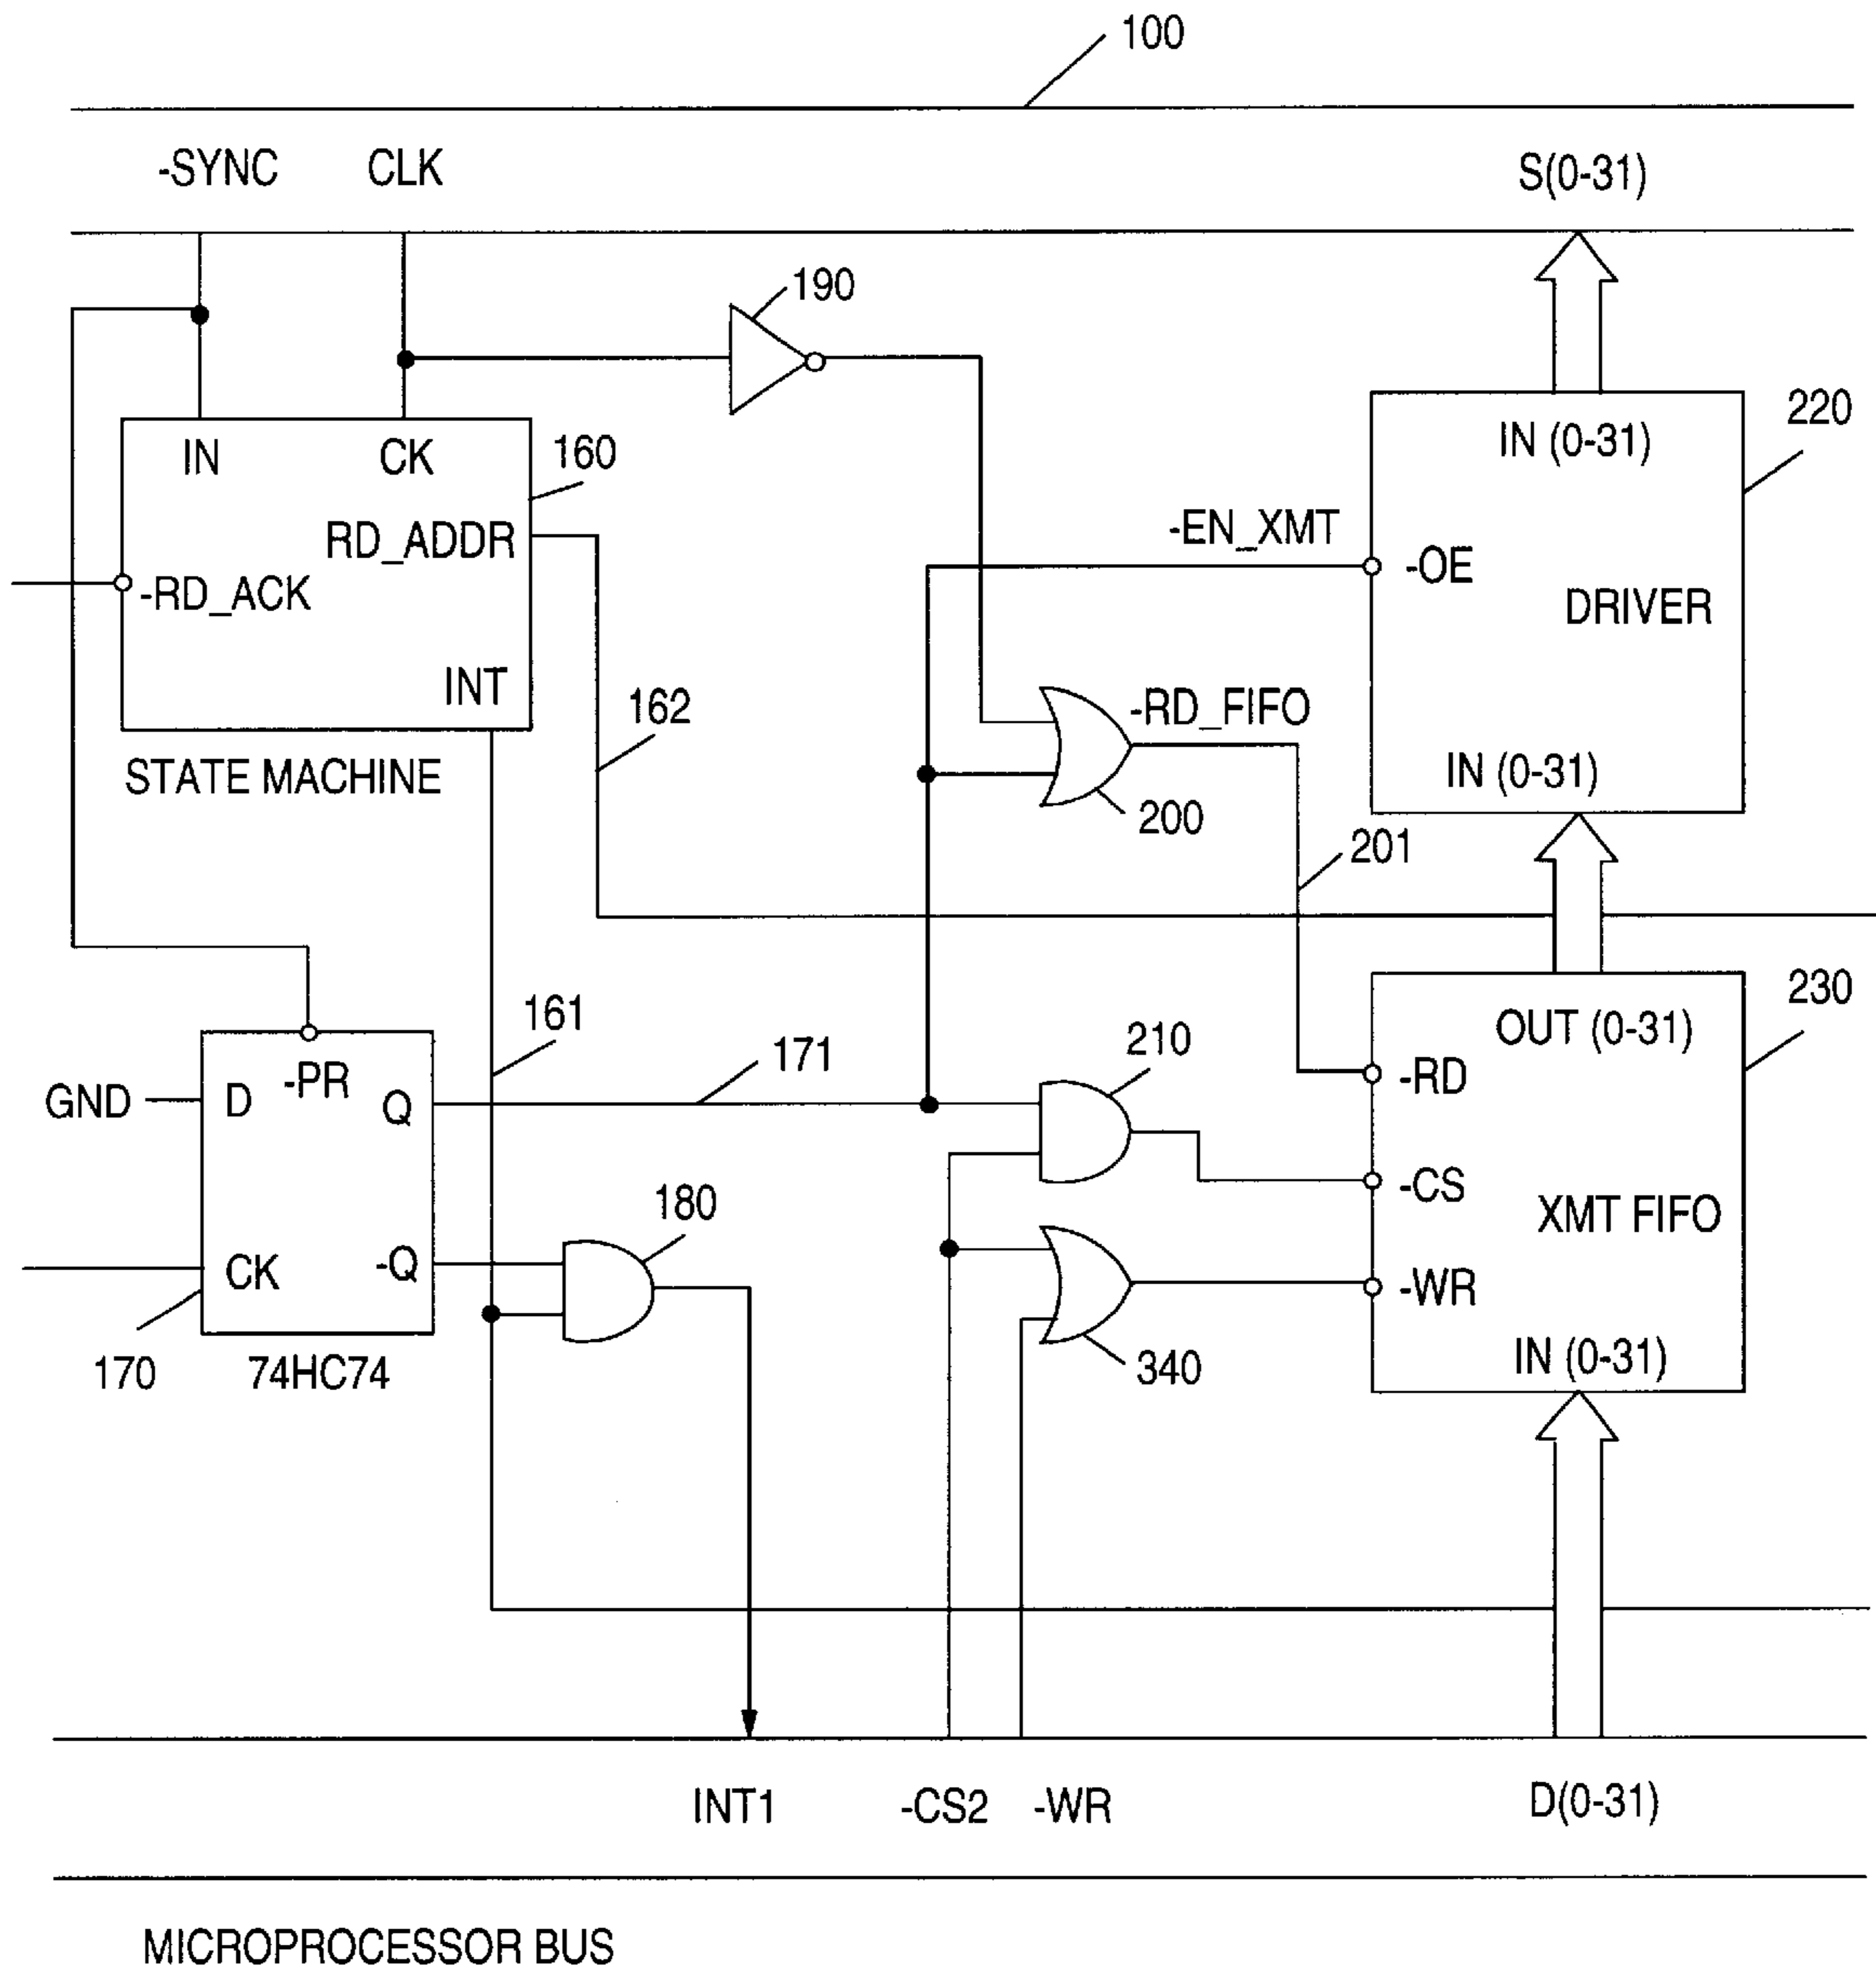 100
-SYNC CLK S(0-31)
190
IN CK
160
IN (0-31)
220
RD_ADDR
-EN_XMT
-OE
-RD_ACK
DRIVER
INT
162
-RD_FIFO
STATE MACHINE
IN (0-31)
200
201
161
230
OUT (0-31)
210
171
-PR
-RD
GND
D
Q
180
-CS
XMT FIFO
CK
-Q
-WR
170
74HC74
340
IN (0-31)
INT1 -CS2 -WR D(0-31)
MICROPROCESSOR BUS